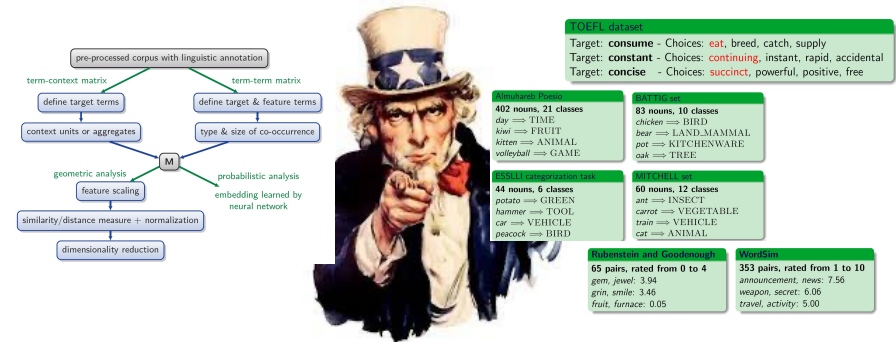 pre-processed corpus with linguistic annotation
term-context matrix
term-term matrix
define target terms
define target & feature terms
context units or aggregates
type & size of co-occurrence
M
geometric analysis
probabilistic analysis
feature scaling
embedding learned by
neural network
similarity/distance measure + normalization
dimensionality reduction
TOEFL dataset
Target: consume - Choices: eat, breed, catch, supply
Target: constant - Choices: continuing, instant, rapid, accidental
Target: concise - Choices: succinct, powerful, positive, free
Almuhareb Poesio
402 nouns, 21 classes
day ⟹ TIME
kiwi ⟹ FRUIT
kitten ⟹ ANIMAL
volleyball ⟹ GAME
BATTIG set
83 nouns, 10 classes
chicken ⟹ BIRD
bear ⟹ LAND_MAMMAL
pot ⟹ KITCHENWARE
oak ⟹ TREE
ESSLLI categorization task
44 nouns, 6 classes
potato ⟹ GREEN
hammer ⟹ TOOL
car ⟹ VEHICLE
peacock ⟹ BIRD
MITCHELL set
60 nouns, 12 classes
ant ⟹ INSECT
carrot ⟹ VEGETABLE
train ⟹ VEHICLE
cat ⟹ ANIMAL
Rubenstein and Goodenough
65 pairs, rated from 0 to 4
gem, jewel: 3.94
grin, smile: 3.46
fruit, furnace: 0.05
WordSim
353 pairs, rated from 1 to 10
announcement, news: 7.56
weapon, secret: 6.06
travel, activity: 5.00